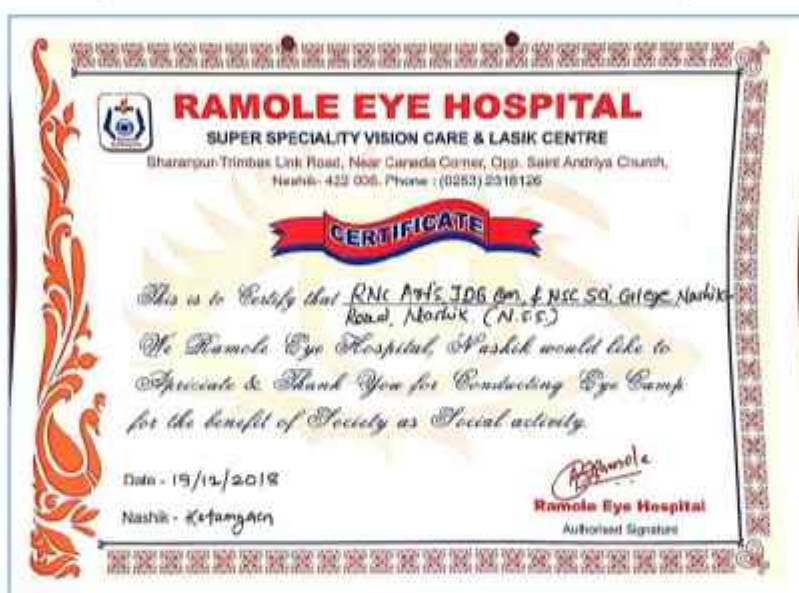 RAMOLE EYE HOSPITAL
SUPER SPECIALITY VISION CARE & LASIK CENTRE
Sharanpur-Trimbak Link Road, Near Canada Corner, Opp. Saint Andriya Church,
Nashik- 422 005. Phone : (0253) 2318126
CERTIFICATE
This is to Certify that RNC Art's, JDB Com, & NSC Sci, College, Nashik-
Road, Nashik (N.S.S.)
We Ramole Eye Hospital, Nashik would like to
Apriciate & Thank You for Conducting Eye Camp
for the benefit of Society as Social activity.
Date - 19/12/2018
Nashik - Kotamgaon
Ramole
Ramole Eye Hospital
Authorised Signature